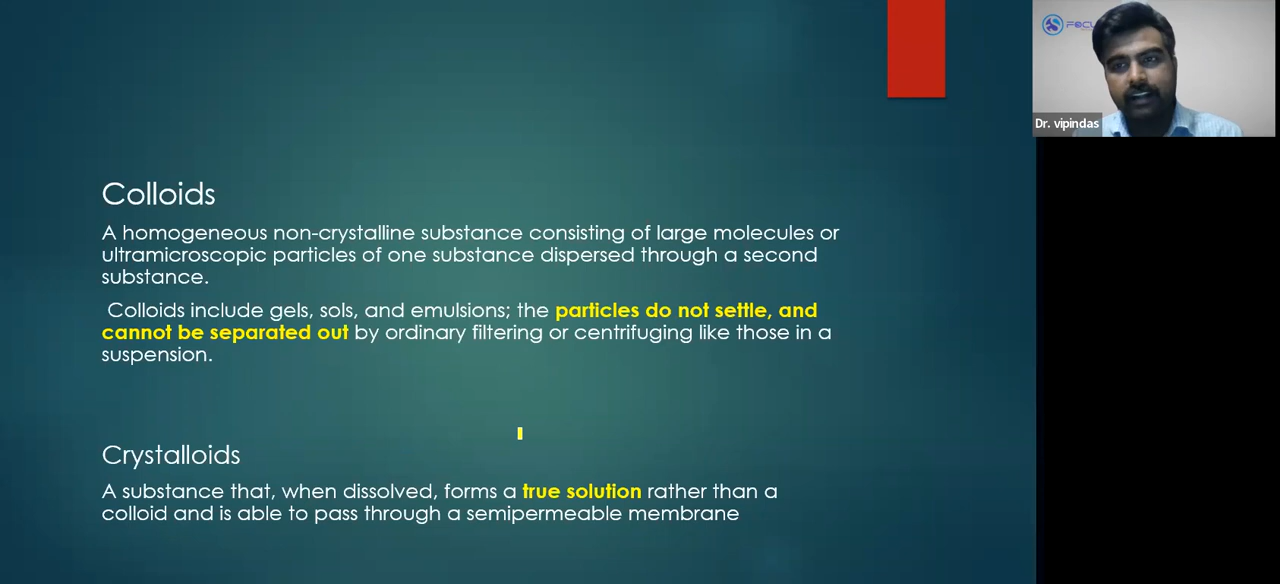 Colloids
A homogeneous non-crystalline substance consisting of large molecules or
ultramicroscopic particles of one substance dispersed through a second
substance.
Colloids include gels, sols, and emulsions; the particles do not settle, and
cannot be separated out by ordinary filtering or centrifuging like those in a
suspension.
Crystalloids
A substance that, when dissolved, forms a true solution rather than a
colloid and is able to pass through a semipermeable membrane
Dr. vipindas